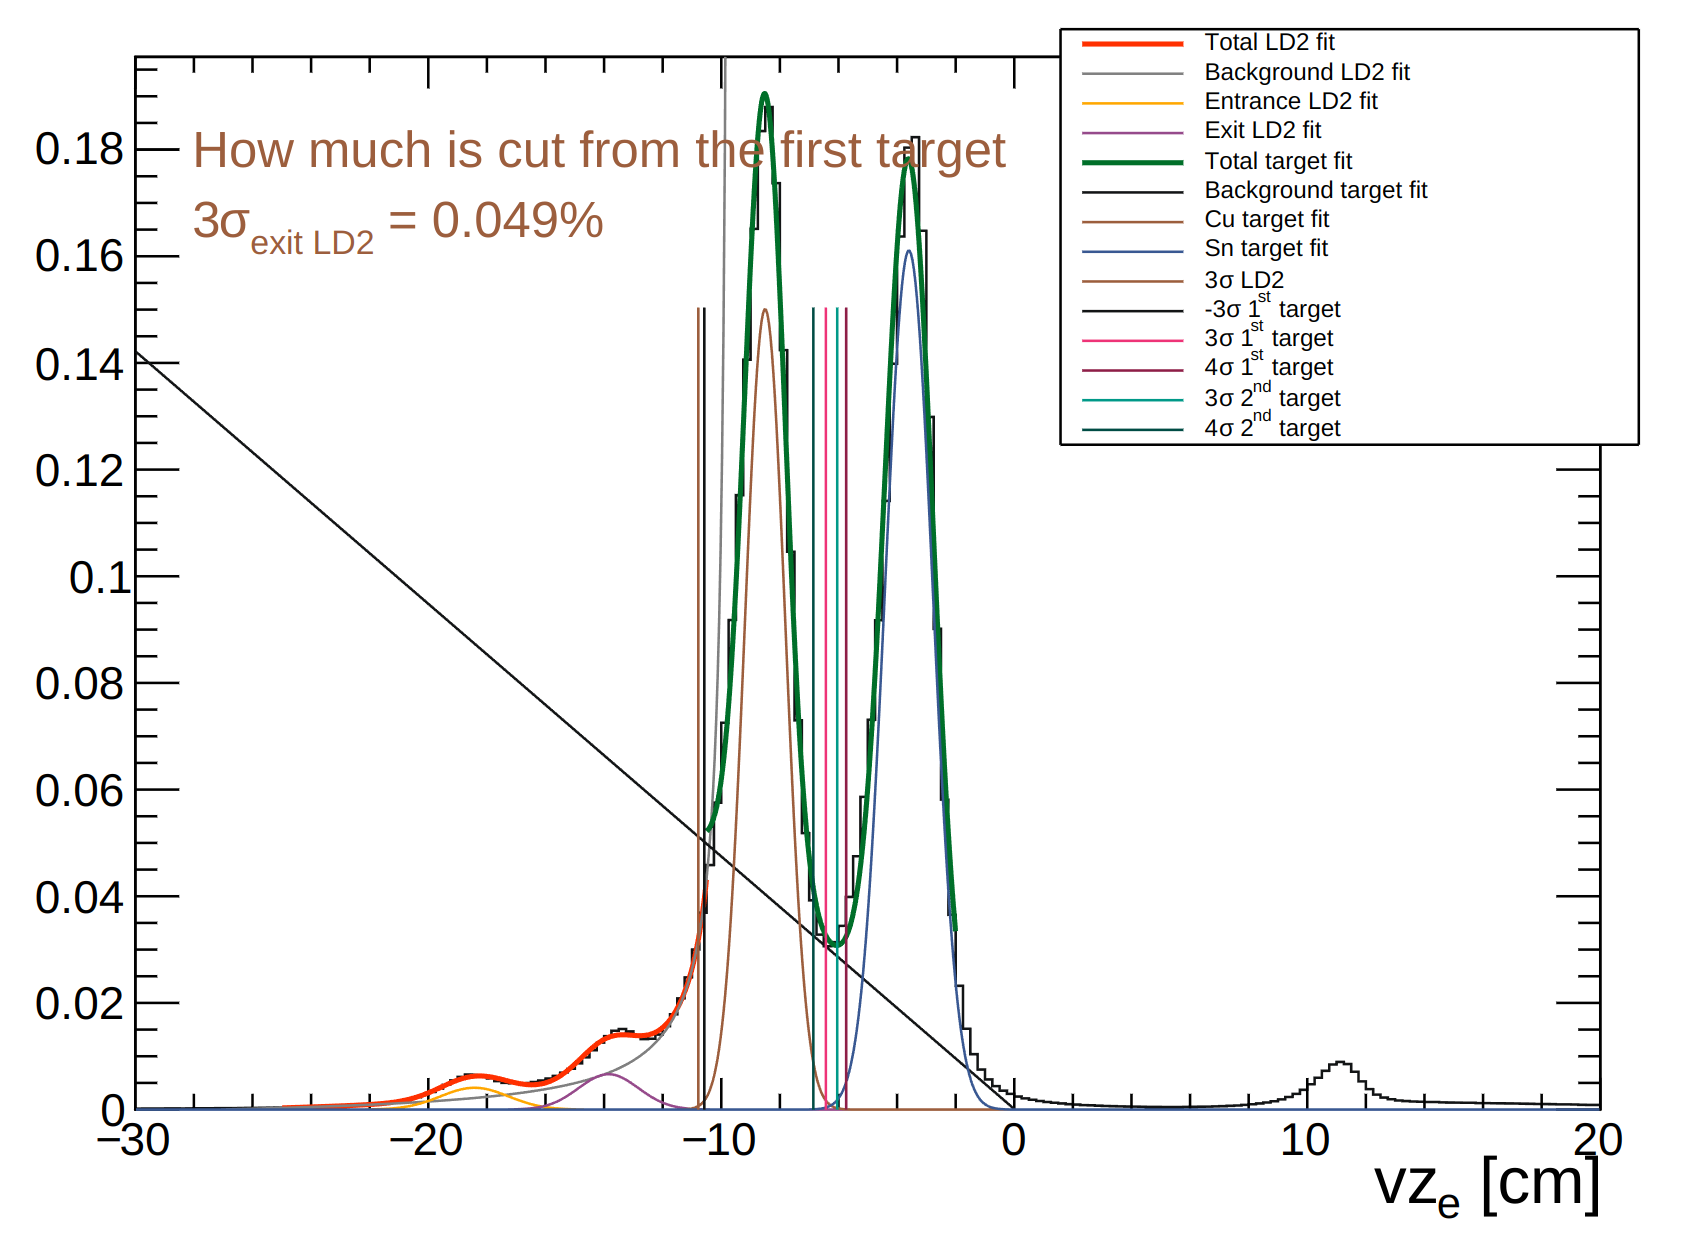 Total LD2 fit
Background LD2 fit
Entrance LD2 fit
Exit LD2 fit
Total target fit
Background target fit
Cu target fit
Sn target fit
3σ LD2
-3σ 1st target
3σ 1st target
4σ 1st target
3σ 2nd target
4σ 2nd target
How much is cut from the first target
3σexit LD2 = 0.049%
0.18
0.16
0.14
0.12
0.1
0.08
0.06
0.04
0.02
0
−30 −20 −10 0 10 20
vze [cm]